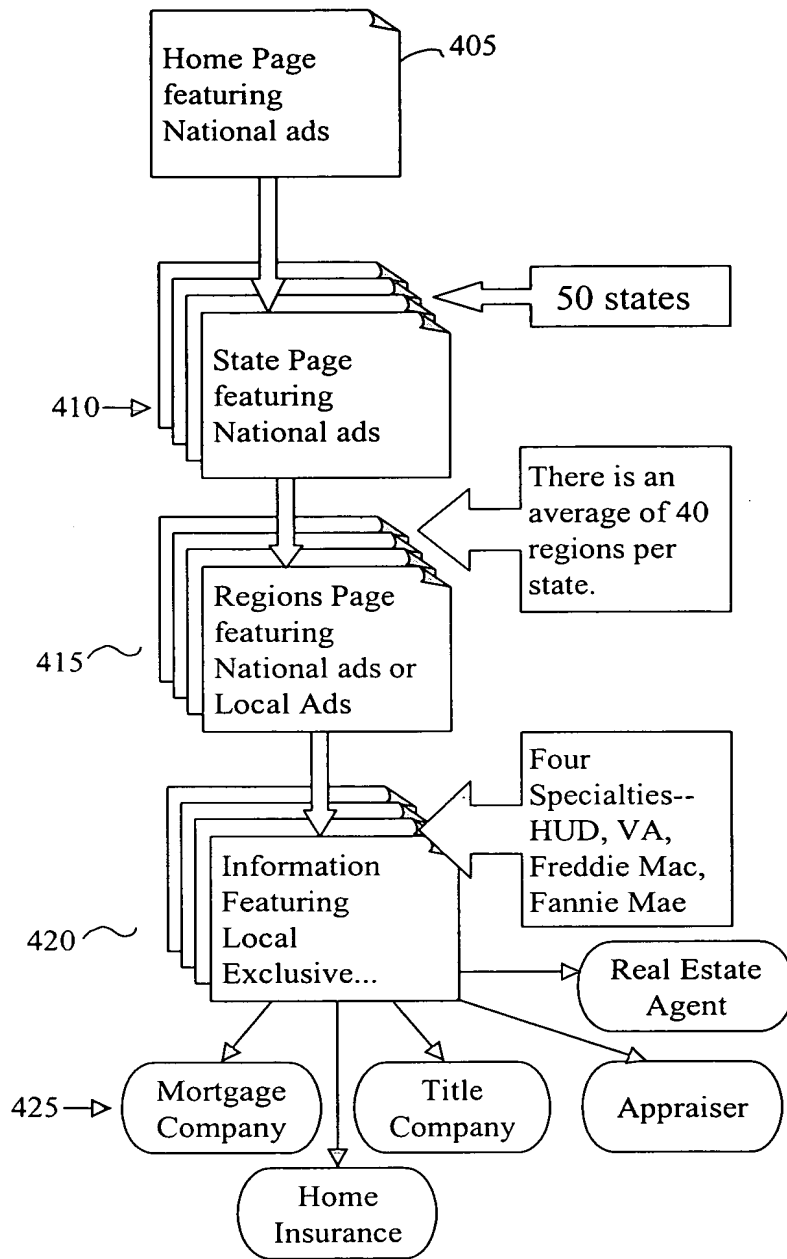 Home Page
featuring
National ads
405
50 states
State Page
featuring
National ads
410
There is an
average of 40
regions per
state.
Regions Page
featuring
National ads or
Local Ads
415
Four
Specialties--
HUD, VA,
Freddie Mac,
Fannie Mae
Information
Featuring
Local
Exclusive...
420
Real Estate
Agent
425
Mortgage
Company
Title
Company
Appraiser
Home
Insurance